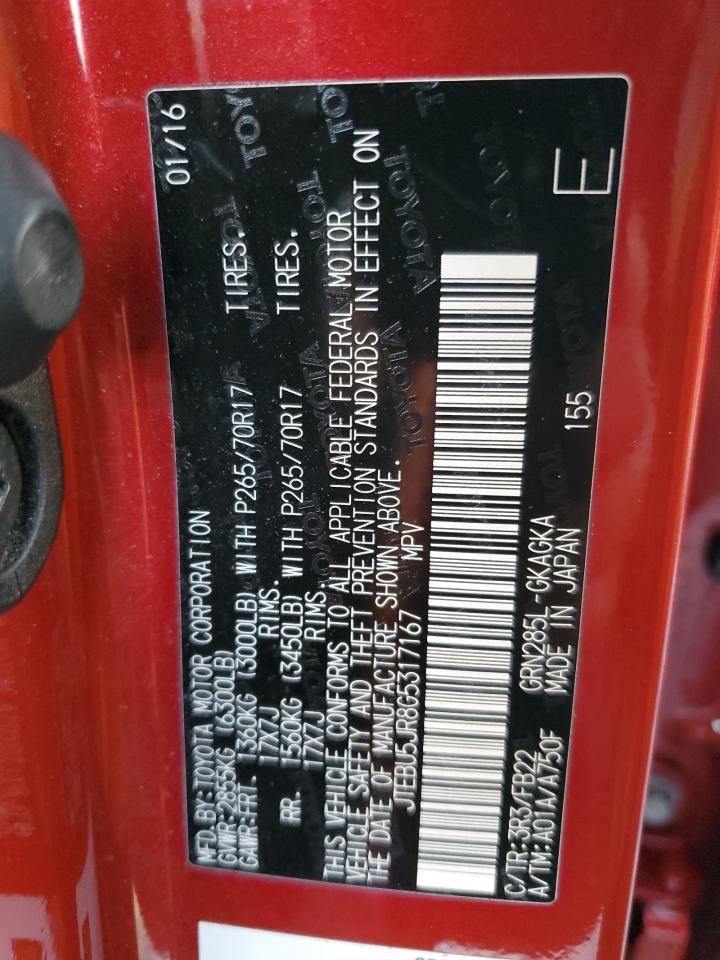 MFD.BY:TOYOTA MOTOR CORPORATION 01/16
GVWR:2855KG (6300LB)
GAWR:FRT. 1360KG (3000LB) WITH P265/70R17 TIRES.
17X7J RIMS.
RR. 1560KG (3450LB) WITH P265/70R17 TIRES.
17X7J RIMS.
THIS VEHICLE CONFORMS TO ALL APPLICABLE FEDERAL MOTOR
VEHICLE SAFETY AND THEFT PREVENTION STANDARDS IN EFFECT ON
THE DATE OF MANUFACTURE SHOWN ABOVE.
JTEBU5JR8G5317167 MPV
C/TR:3R3/FB22 GRN285L-GKAGKA 155 E
A/TM:A01A/A750F MADE IN JAPAN